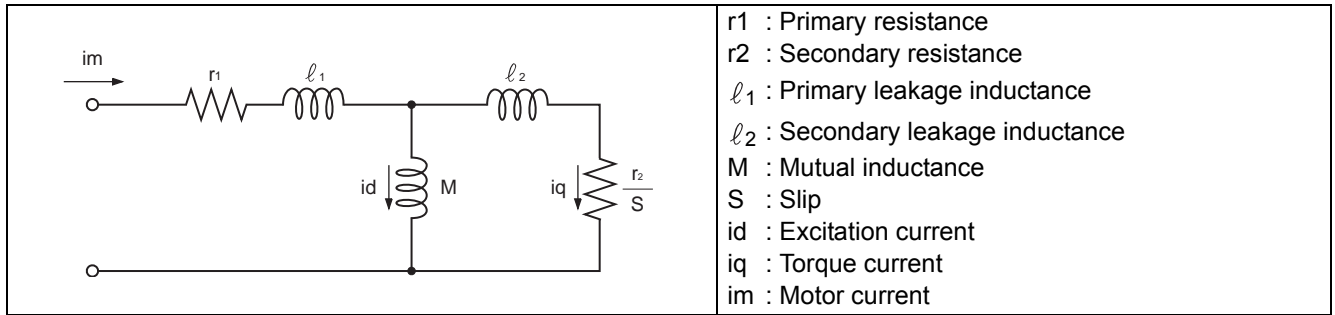 im
r1
ℓ1
ℓ2
id
M
iq
r2
S
r1 : Primary resistance
r2 : Secondary resistance
ℓ1 : Primary leakage inductance
ℓ2 : Secondary leakage inductance
M : Mutual inductance
S : Slip
id : Excitation current
iq : Torque current
im : Motor current